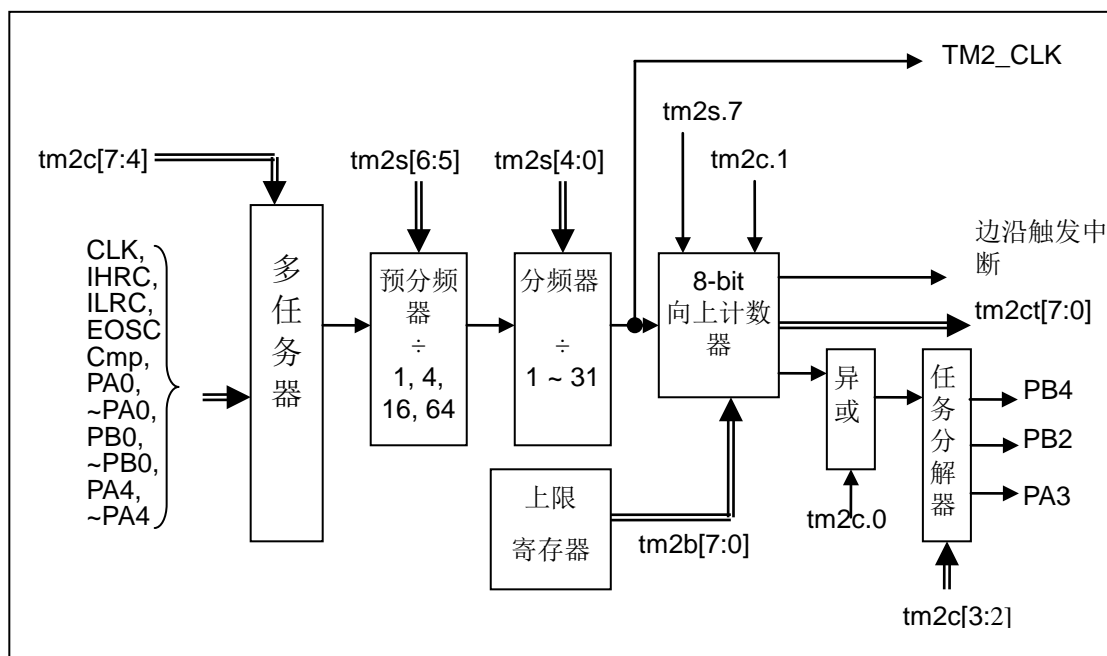 TM2_CLK
tm2s.7
tm2c[7:4]
tm2s[6:5]
tm2s[4:0]
tm2c.1
CLK,
IHRC,
ILRC,
EOSC
Cmp,
PA0,
~PA0,
PB0,
~PB0,
PA4,
~PA4
多
任
务
器
预分频
器
÷
1, 4,
16, 64
分频器
÷
1 ~ 31
8-bit
向上计数
器
边沿触发中
断
tm2ct[7:0]
异
或
任
务
分
解
器
PB4
PB2
PA3
上限
寄存器
tm2b[7:0]
tm2c.0
tm2c[3:2]